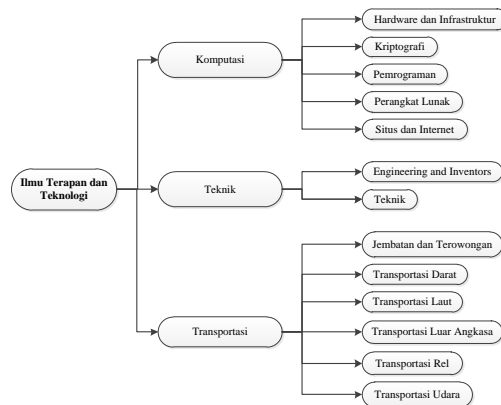 Ilmu Terapan dan
Teknologi
Komputasi
Hardware dan Infrastruktur
Kriptografi
Pemrograman
Perangkat Lunak
Situs dan Internet
Teknik
Engineering and Inventors
Teknik
Transportasi
Jembatan dan Terowongan
Transportasi Darat
Transportasi Laut
Transportasi Luar Angkasa
Transportasi Rel
Transportasi Udara